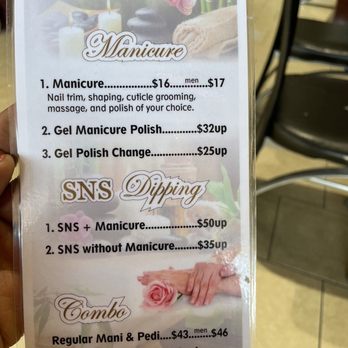 Manicure
1. Manicure................$16....men....$17
Nail trim, shaping, cuticle grooming,
massage, and polish of your choice.
2. Gel Manicure Polish...........$32up
3. Gel Polish Change..............$25up
SNS Dipping
1. SNS + Manicure.................$50up
2. SNS without Manicure.......$35up
Combo
Regular Mani & Pedi....$43..men..$46